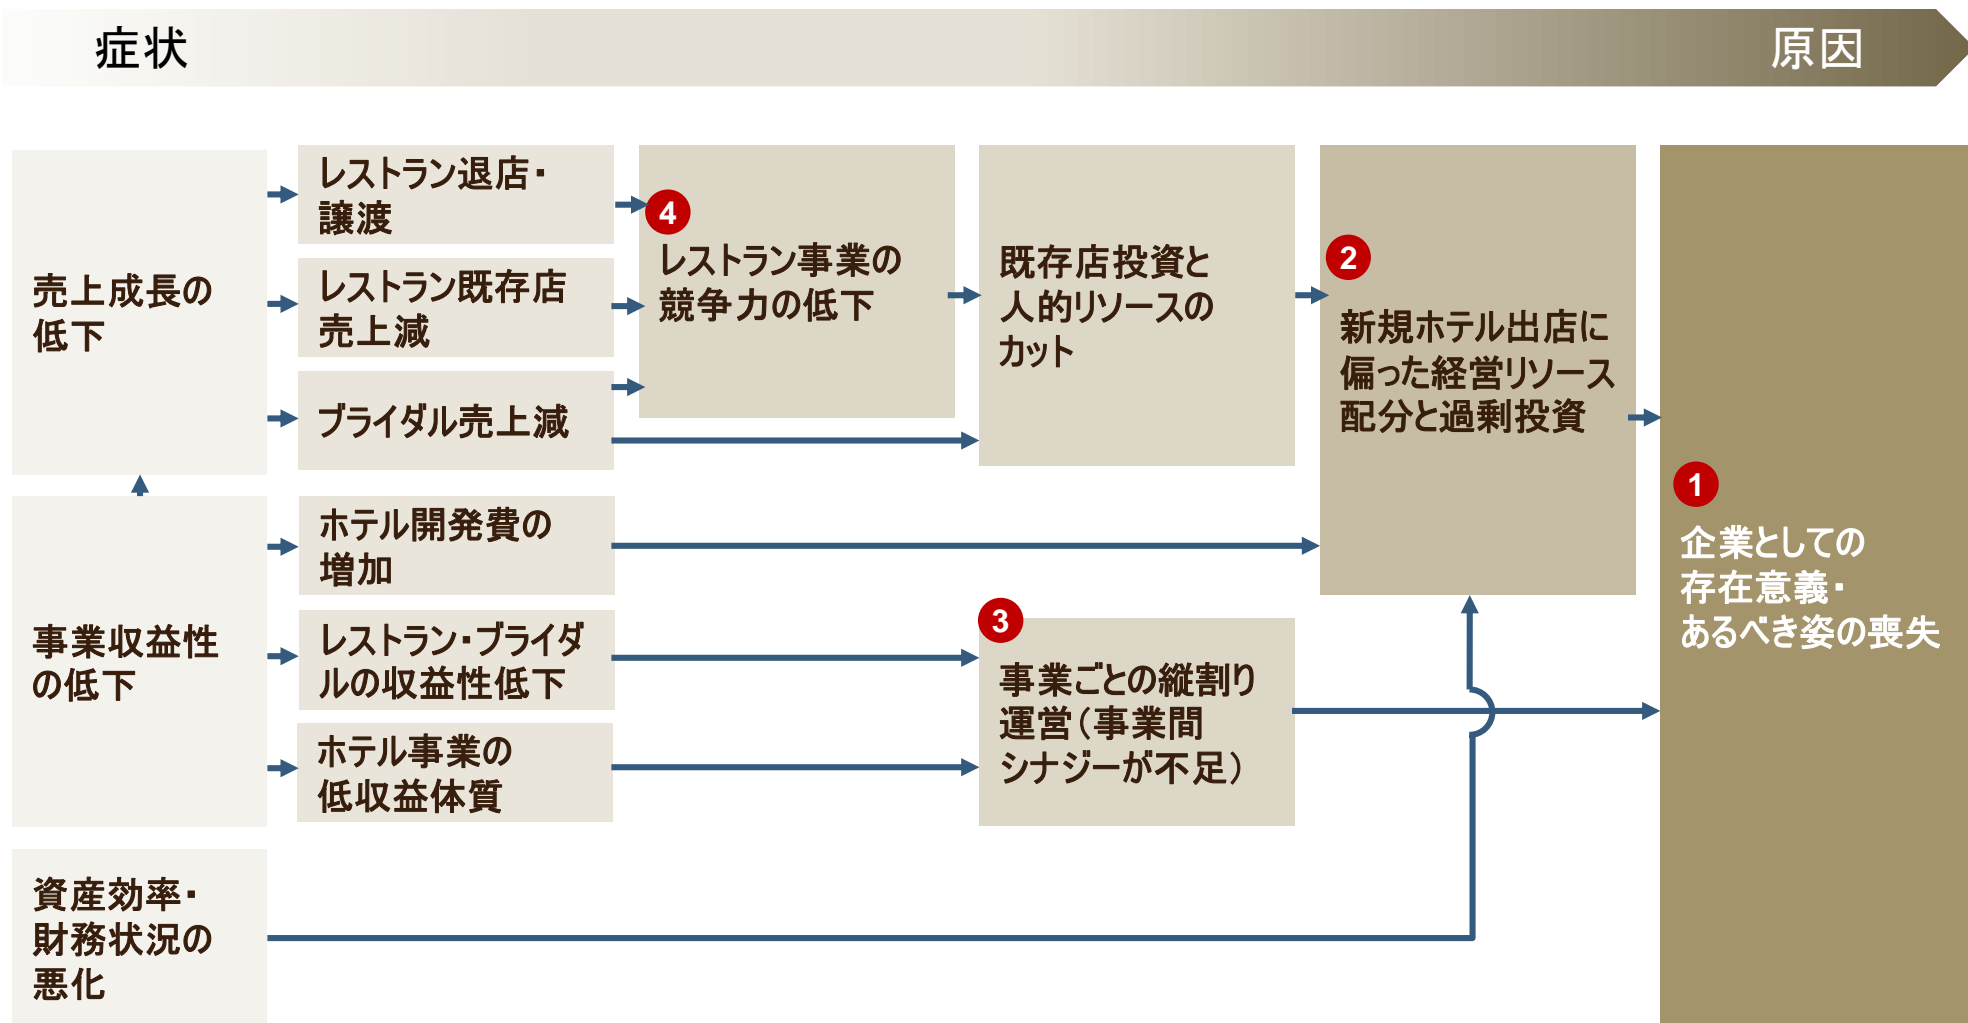 症状
原因
売上成長の
低下
レストラン退店・
譲渡
レストラン既存店
売上減
ブライダル売上減
4
レストラン事業の
競争力の低下
既存店投資と
人的リソースの
カット
2
新規ホテル出店に
偏った経営リソース
配分と過剰投資
1
企業としての
存在意義・
あるべき姿の喪失
事業収益性
の低下
ホテル開発費の
増加
レストラン・ブライダ
ルの収益性低下
ホテル事業の
低収益体質
3
事業ごとの縦割り
運営（事業間
シナジーが不足）
資産効率・
財務状況の
悪化